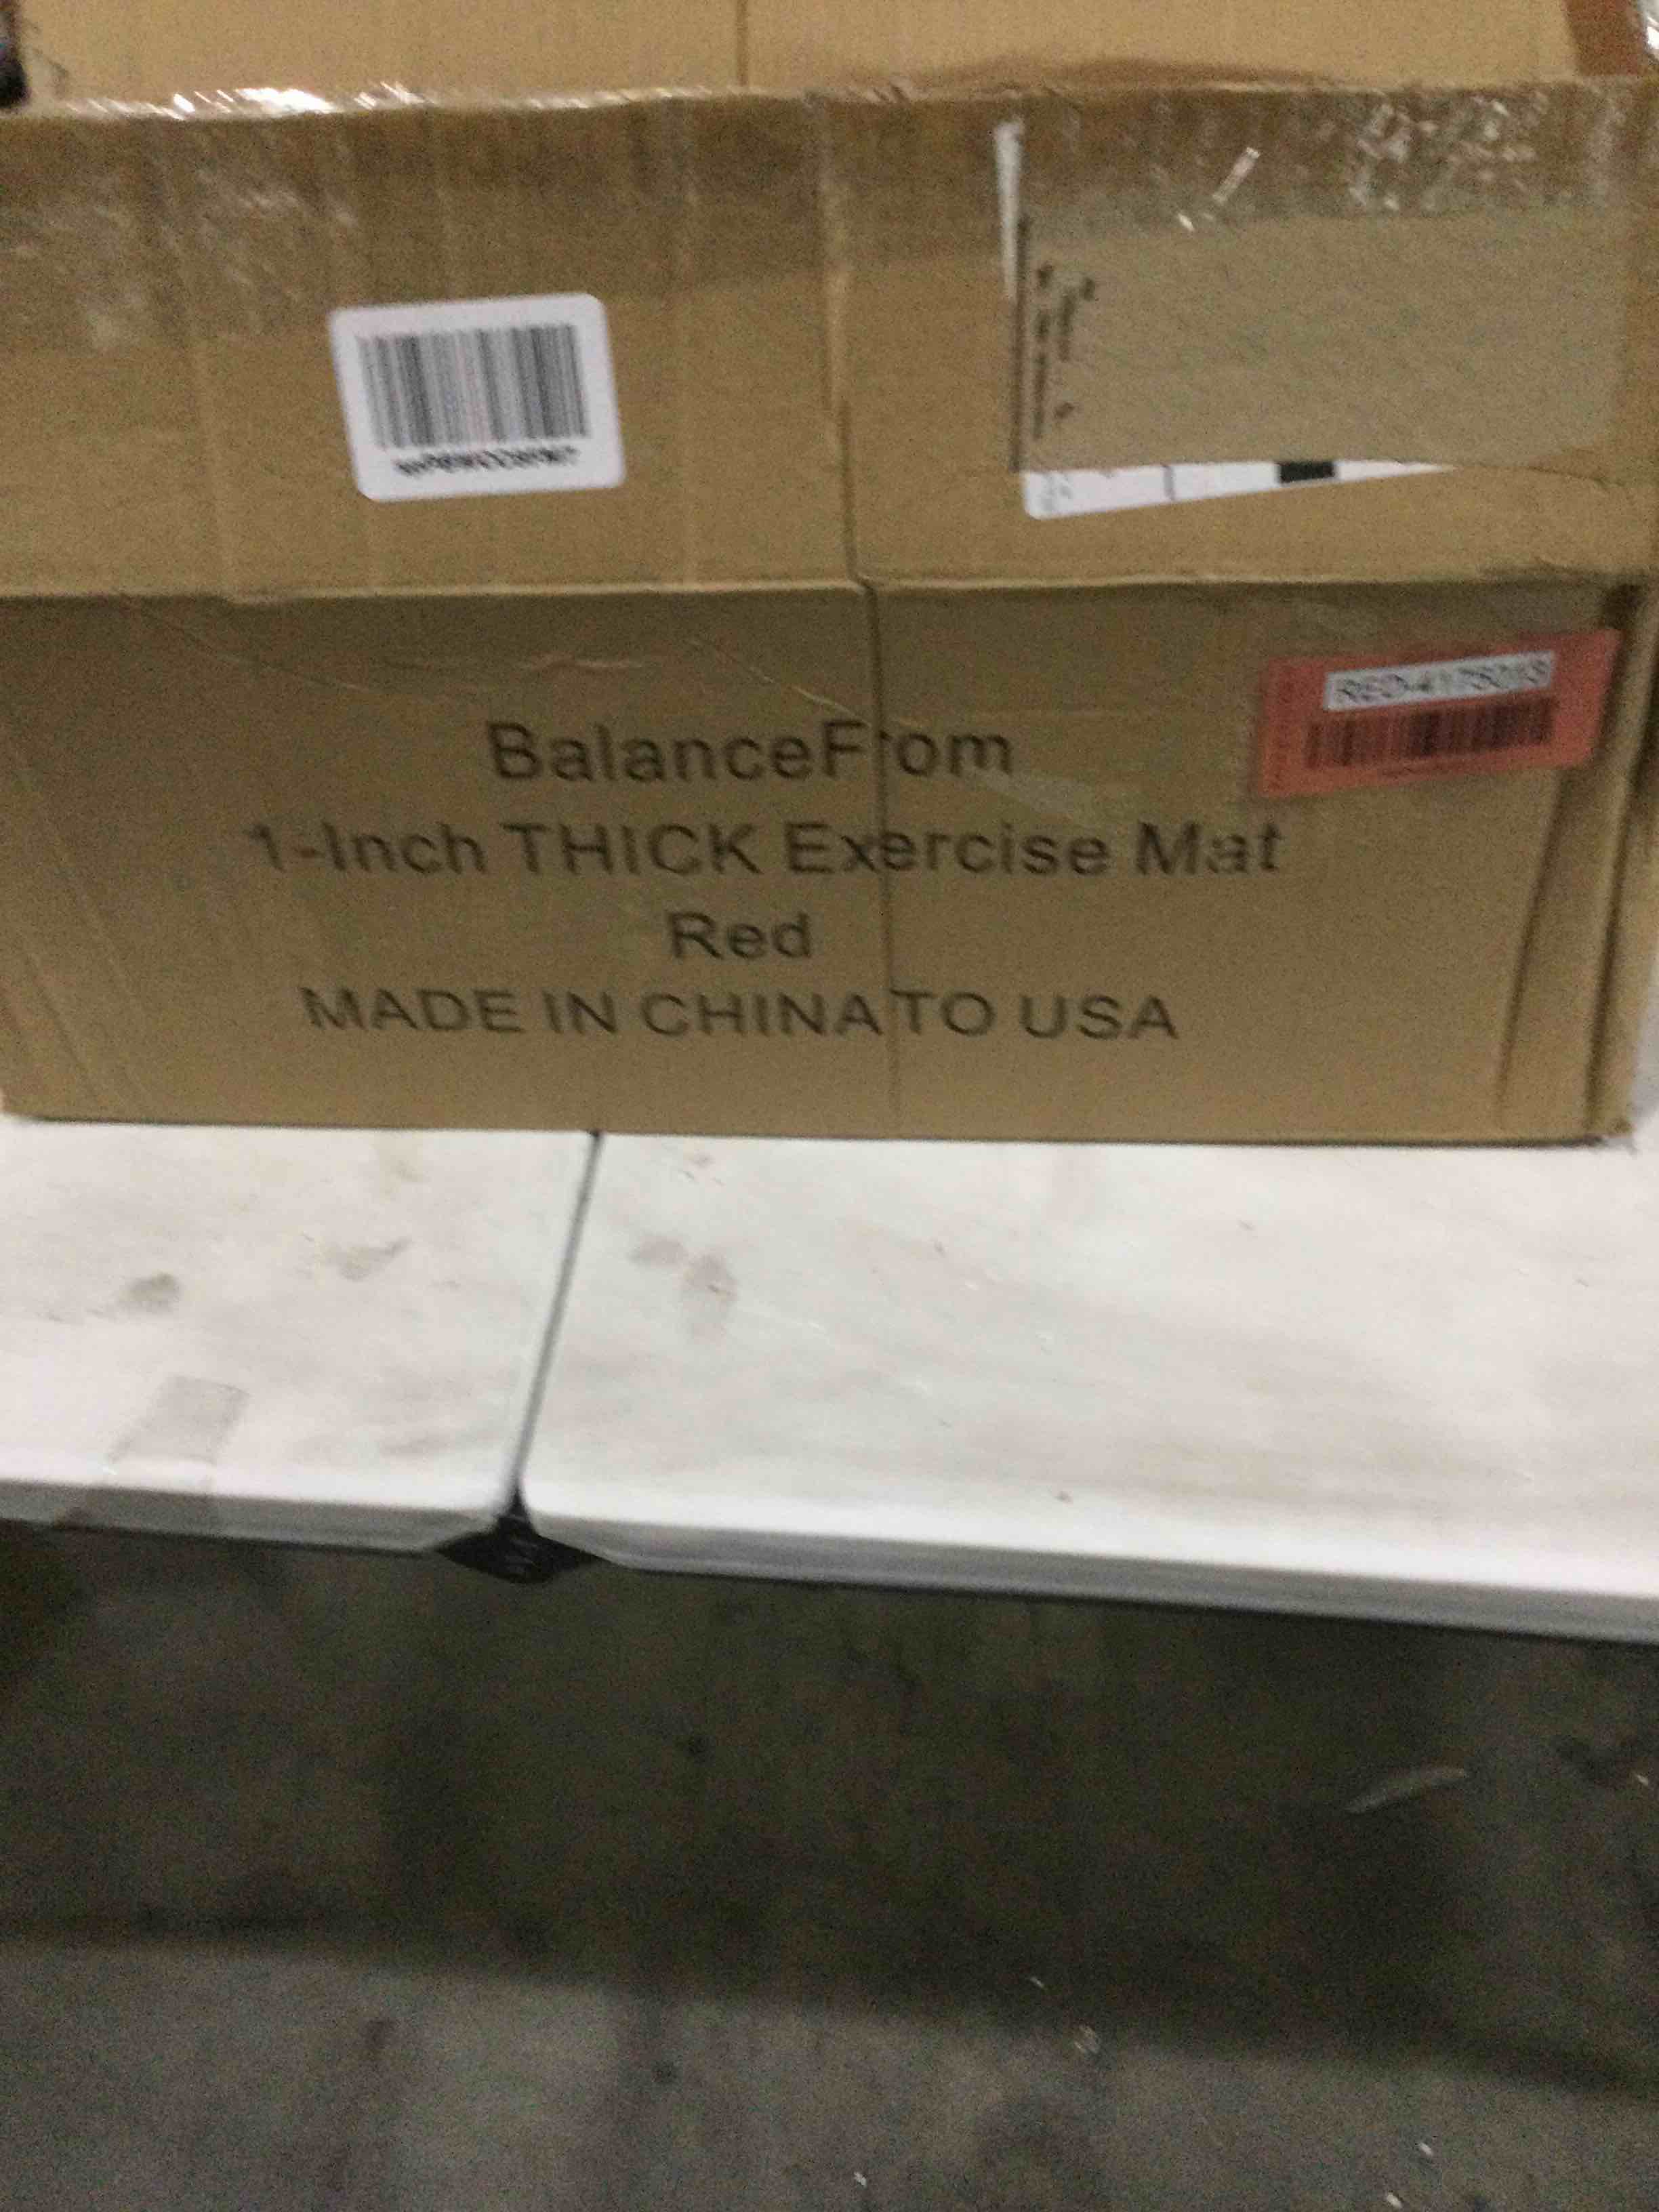 BalanceFrom
1-Inch THICK Exercise Mat
Red
MADE IN CHINA TO USA